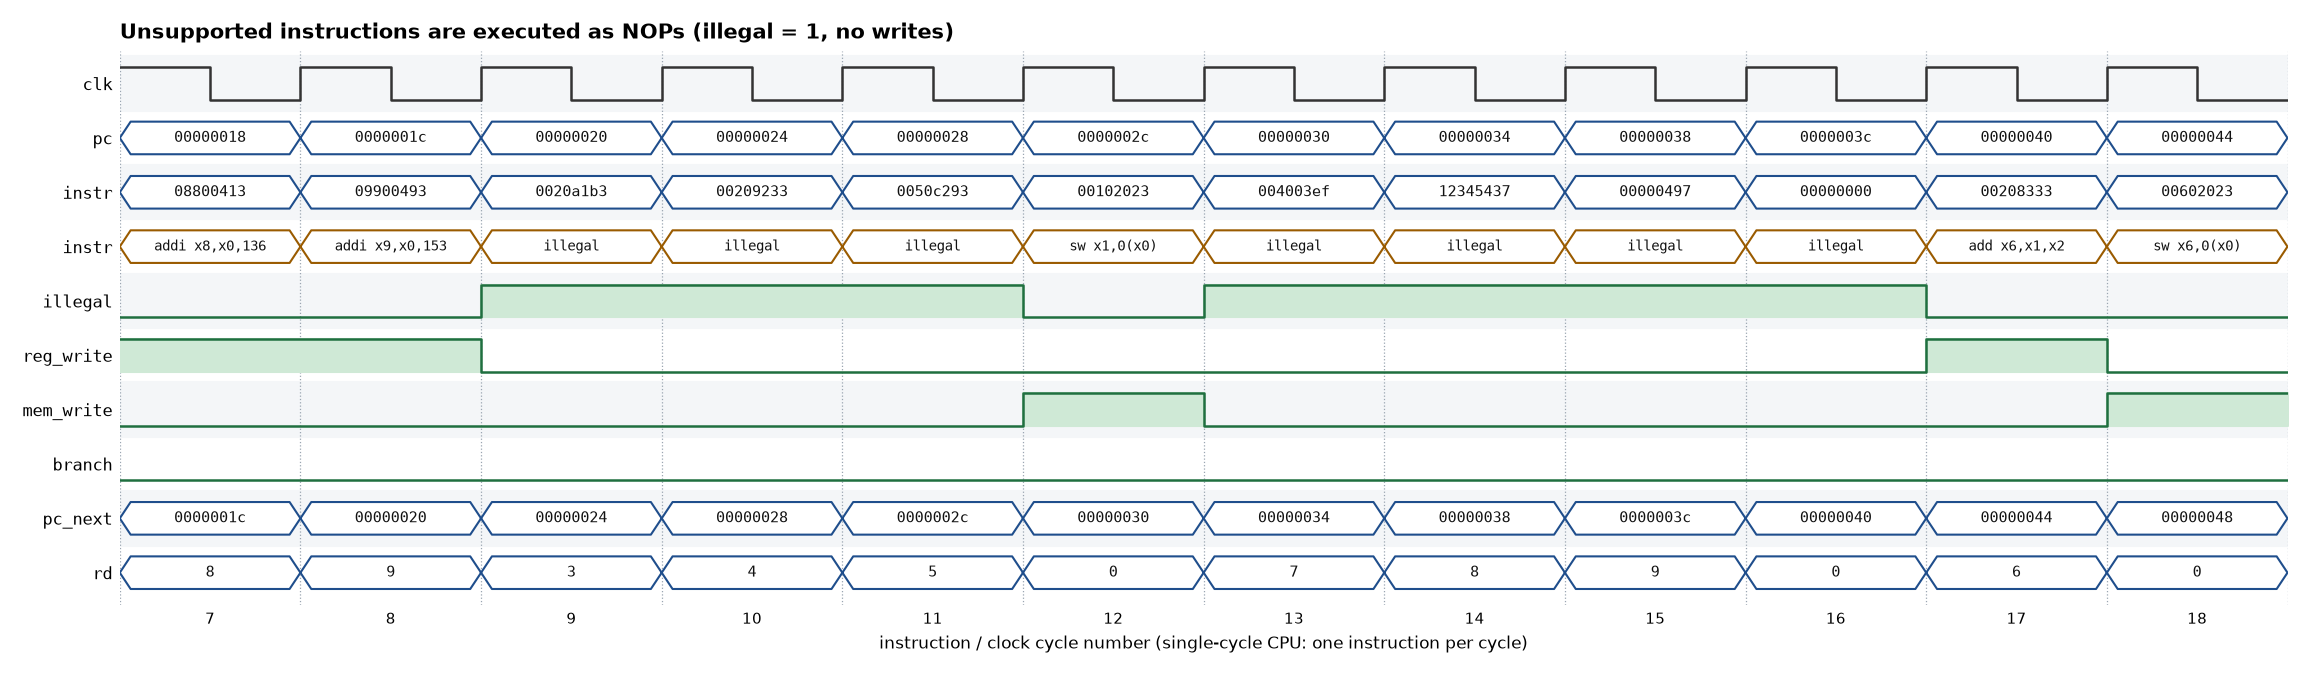 Unsupported instructions are executed as NOPs (illegal = 1, no writes)
clk
pc 00000018 0000001c 00000020 00000024 00000028 0000002c 00000030 00000034 00000038 0000003c 00000040 00000044
instr 08800413 09900493 0020a1b3 00209233 0050c293 00102023 004003ef 12345437 00000497 00000000 00208333 00602023
instr addi x8,x0,136 addi x9,x0,153 illegal illegal illegal sw x1,0(x0) illegal illegal illegal illegal add x6,x1,x2 sw x6,0(x0)
illegal
reg_write
mem_write
branch
pc_next 0000001c 00000020 00000024 00000028 0000002c 00000030 00000034 00000038 0000003c 00000040 00000044 00000048
rd 8 9 3 4 5 0 7 8 9 0 6 0
7 8 9 10 11 12 13 14 15 16 17 18
instruction / clock cycle number (single-cycle CPU: one instruction per cycle)